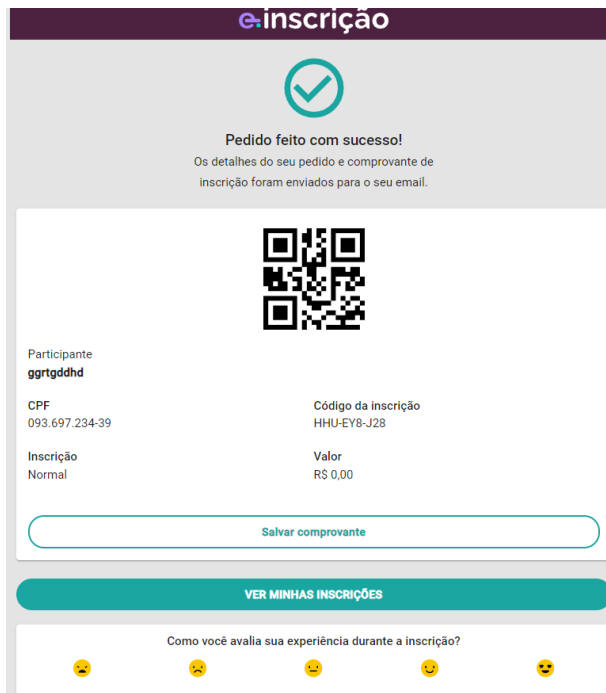 e.inscrição
Pedido feito com sucesso!
Os detalhes do seu pedido e comprovante de
inscrição foram enviados para o seu email.
Participante
ggrtgddhd
CPF
093.697.234-39
Código da inscrição
HHU-EY8-J28
Inscrição
Normal
Valor
R$ 0,00
Salvar comprovante
VER MINHAS INSCRIÇÕES
Como você avalia sua experiência durante a inscrição?